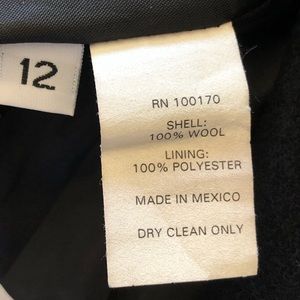 12
RN 100170
SHELL:
100% WOOL
LINING:
100% POLYESTER
MADE IN MEXICO
DRY CLEAN ONLY